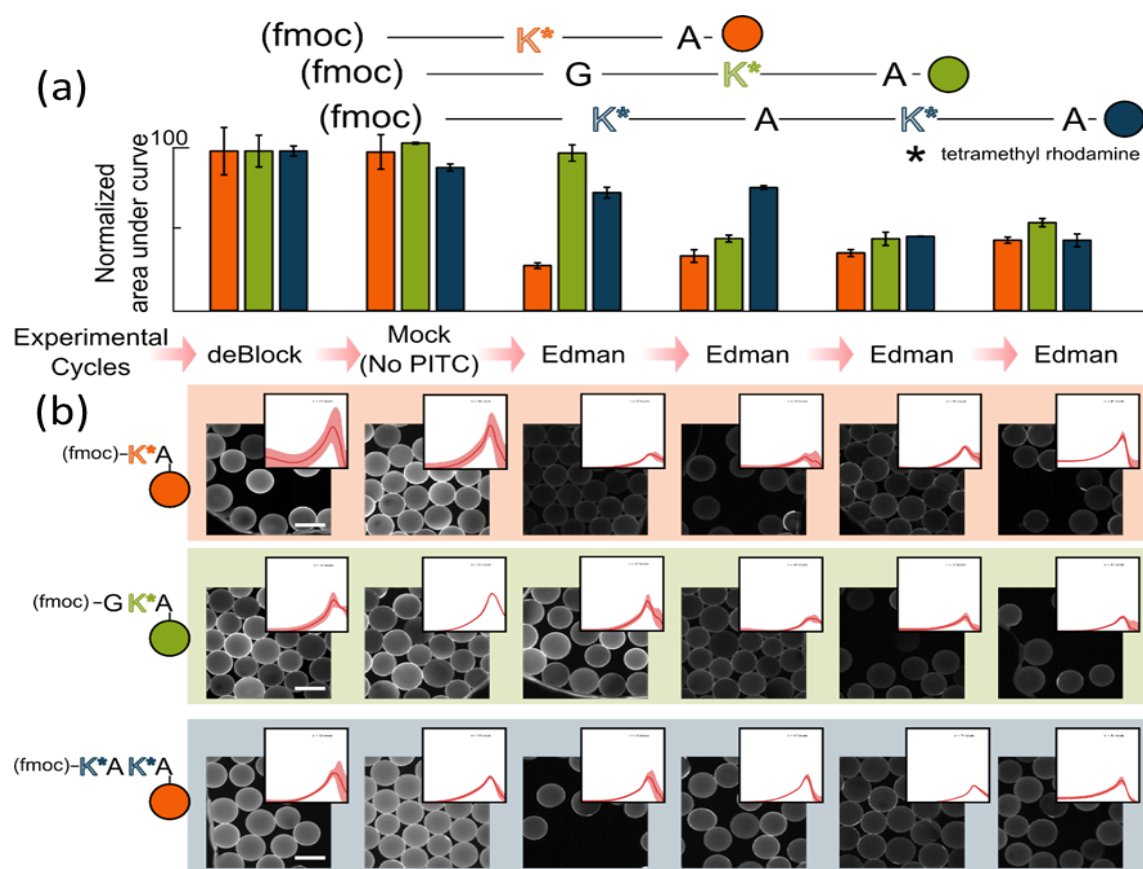 (fmoc) K* A
(fmoc) G K* A
(a)
(fmoc) K* A K* A
* tetramethyl rhodamine
100
Normalized
area under curve
Experimental
Cycles
deBlock
Mock
(No PITC)
Edman
Edman
Edman
Edman
(b)
(fmoc)-K*A
(fmoc)-G K*A
(fmoc)-K*A K*A